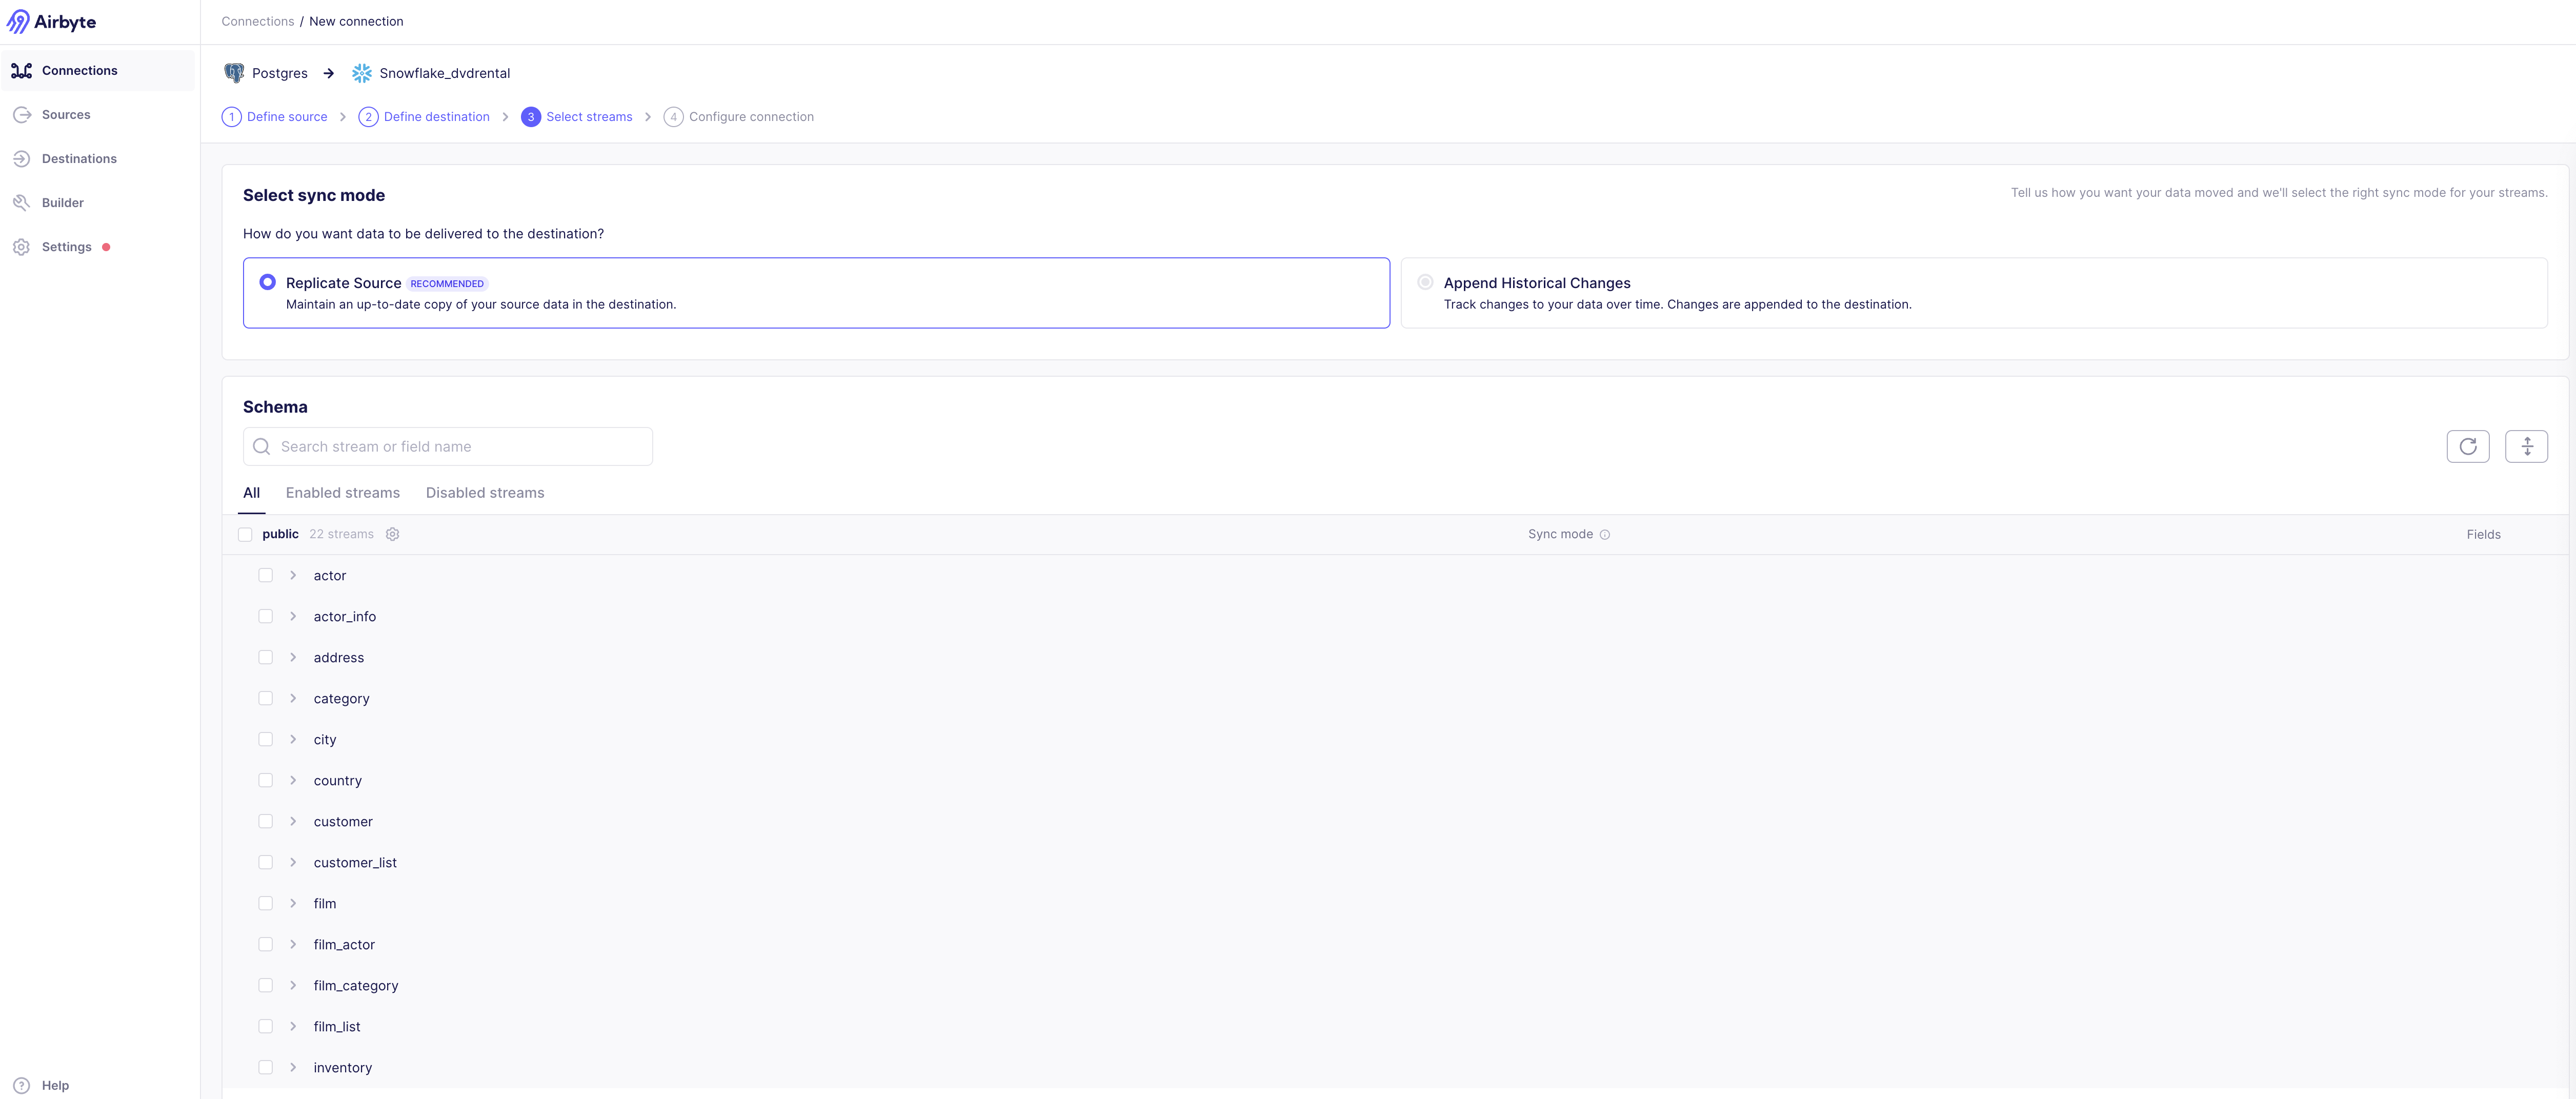 Airbyte
Connections / New connection
Connections
Sources
Destinations
Builder
Settings
Help
Postgres → Snowflake_dvdrental
1 Define source > 2 Define destination > 3 Select streams > 4 Configure connection
Select sync mode
Tell us how you want your data moved and we'll select the right sync mode for your streams.
How do you want data to be delivered to the destination?
Replicate Source RECOMMENDED
Maintain an up-to-date copy of your source data in the destination.
Append Historical Changes
Track changes to your data over time. Changes are appended to the destination.
Schema
Search stream or field name
All Enabled streams Disabled streams
public 22 streams Sync mode Fields
actor
actor_info
address
category
city
country
customer
customer_list
film
film_actor
film_category
film_list
inventory